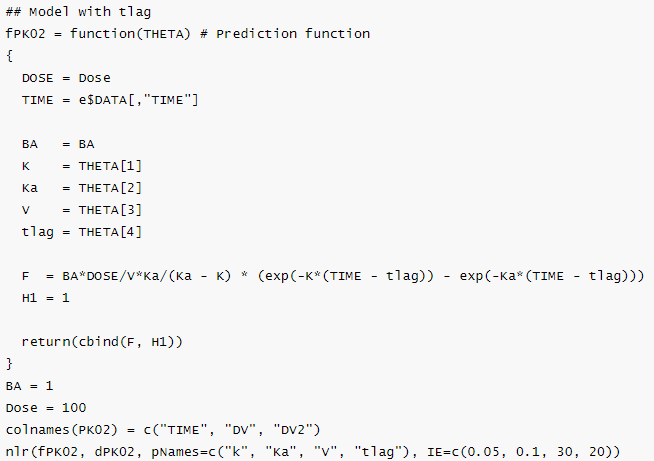 ## Model with tlag
fPK02 = function(THETA) # Prediction function
{
  DOSE = Dose
  TIME = e$DATA[,"TIME"]

  BA   = BA
  K    = THETA[1]
  Ka   = THETA[2]
  V    = THETA[3]
  tlag = THETA[4]

  F  = BA*DOSE/V*Ka/(Ka - K) * (exp(-K*(TIME - tlag)) - exp(-Ka*(TIME - tlag)))
  H1 = 1

  return(cbind(F, H1))
}
BA = 1
Dose = 100
colnames(PK02) = c("TIME", "DV", "DV2")
nlr(fPK02, dPK02, pNames=c("k", "Ka", "V", "tlag"), IE=c(0.05, 0.1, 30, 20))